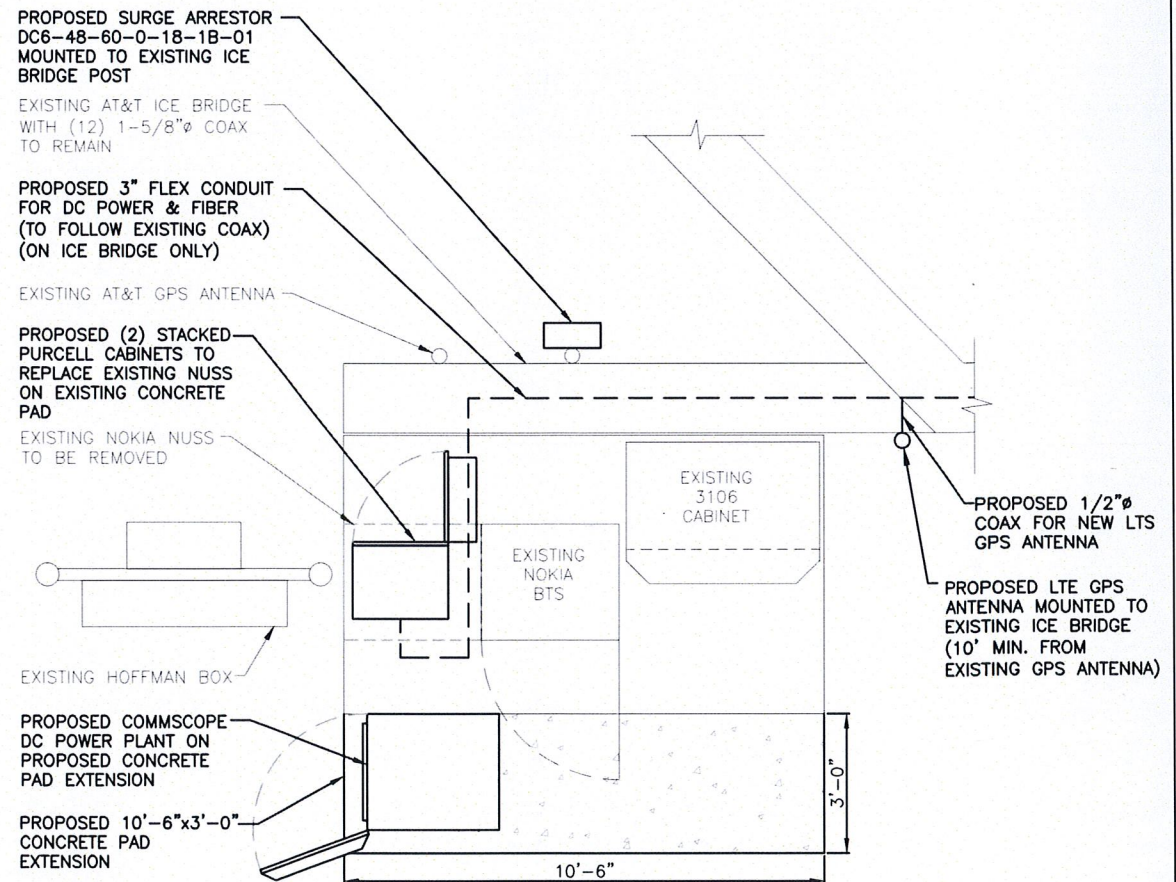 PROPOSED SURGE ARRESTOR
DC6-48-60-0-18-1B-01
MOUNTED TO EXISTING ICE
BRIDGE POST
EXISTING AT&T ICE BRIDGE
WITH (12) 1-5/8"ø COAX
TO REMAIN
PROPOSED 3" FLEX CONDUIT
FOR DC POWER & FIBER
(TO FOLLOW EXISTING COAX)
(ON ICE BRIDGE ONLY)
EXISTING AT&T GPS ANTENNA
PROPOSED (2) STACKED
PURCELL CABINETS TO
REPLACE EXISTING NUSS
ON EXISTING CONCRETE
PAD
EXISTING NOKIA NUSS
TO BE REMOVED
EXISTING HOFFMAN BOX
PROPOSED COMMSCOPE
DC POWER PLANT ON
PROPOSED CONCRETE
PAD EXTENSION
PROPOSED 10'-6"x3'-0"
CONCRETE PAD
EXTENSION
EXISTING
NOKIA
BTS
EXISTING
3106
CABINET
PROPOSED 1/2"ø
COAX FOR NEW LTS
GPS ANTENNA
PROPOSED LTE GPS
ANTENNA MOUNTED TO
EXISTING ICE BRIDGE
(10' MIN. FROM
EXISTING GPS ANTENNA)
3'-0"
10'-6"